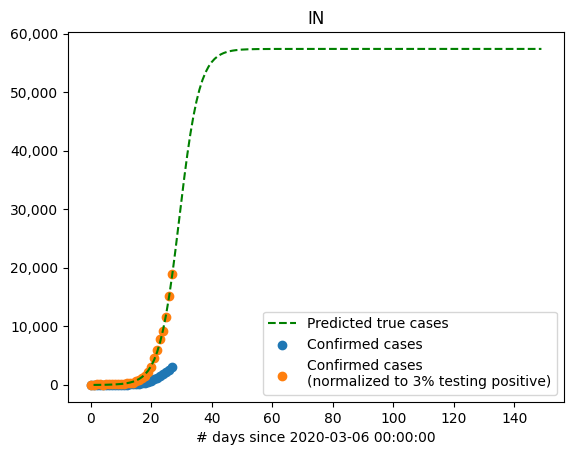 IN
60,000
50,000
40,000
30,000
20,000
10,000
0
Predicted true cases
Confirmed cases
Confirmed cases
(normalized to 3% testing positive)
0 20 40 60 80 100 120 140
# days since 2020-03-06 00:00:00